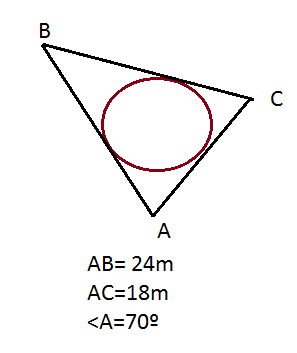 B
C
A
AB= 24m
AC=18m
<A=70º